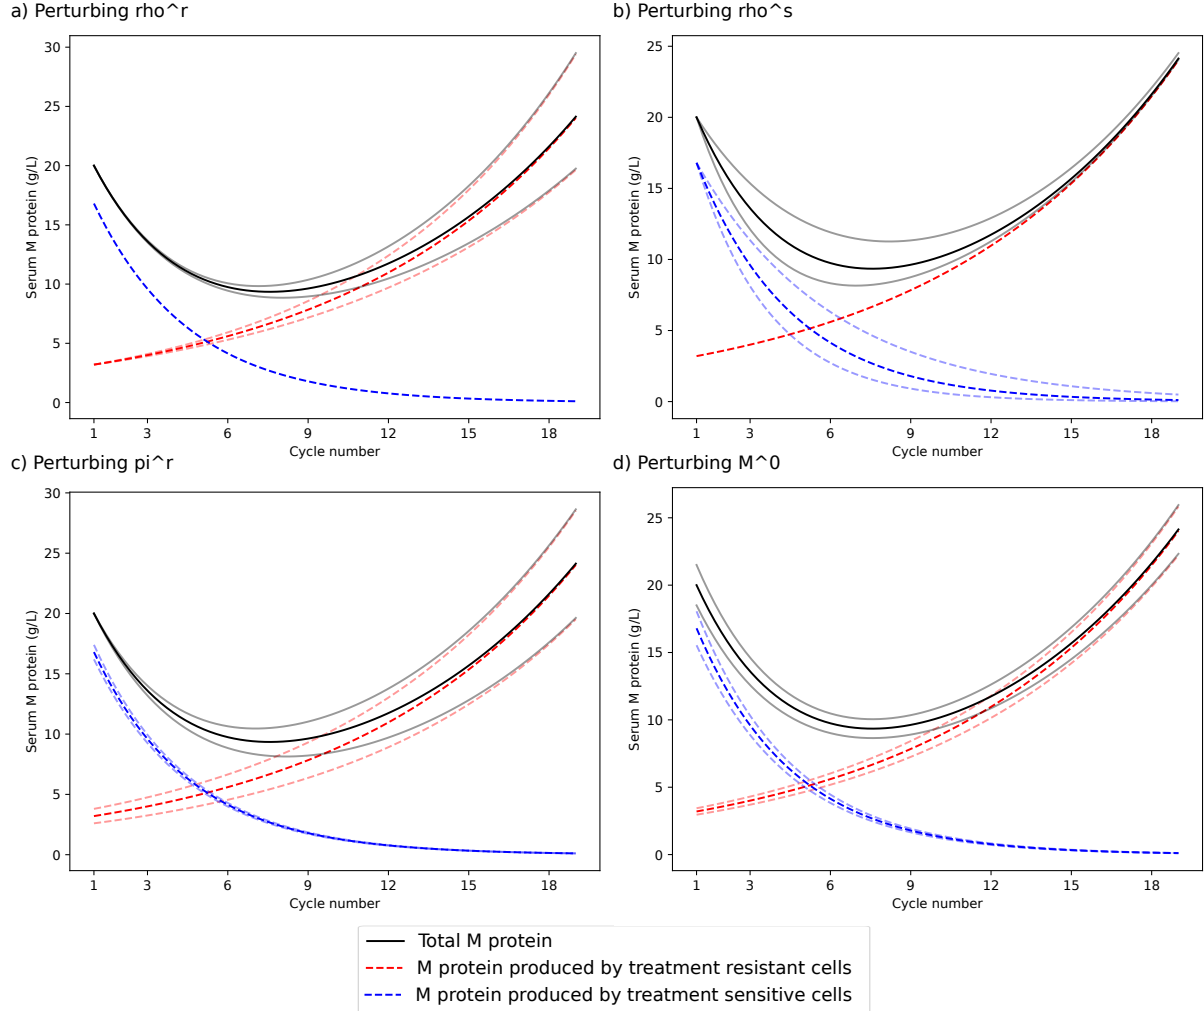 a) Perturbing rho^r
30
25
20
15
10
5
0
Serum M protein (g/L)
1 3 6 9 12 15 18
Cycle number
b) Perturbing rho^s
25
20
15
10
5
0
Serum M protein (g/L)
1 3 6 9 12 15 18
Cycle number
c) Perturbing pi^r
30
25
20
15
10
5
0
Serum M protein (g/L)
1 3 6 9 12 15 18
Cycle number
d) Perturbing M^0
25
20
15
10
5
0
Serum M protein (g/L)
1 3 6 9 12 15 18
Cycle number
Total M protein
M protein produced by treatment resistant cells
M protein produced by treatment sensitive cells